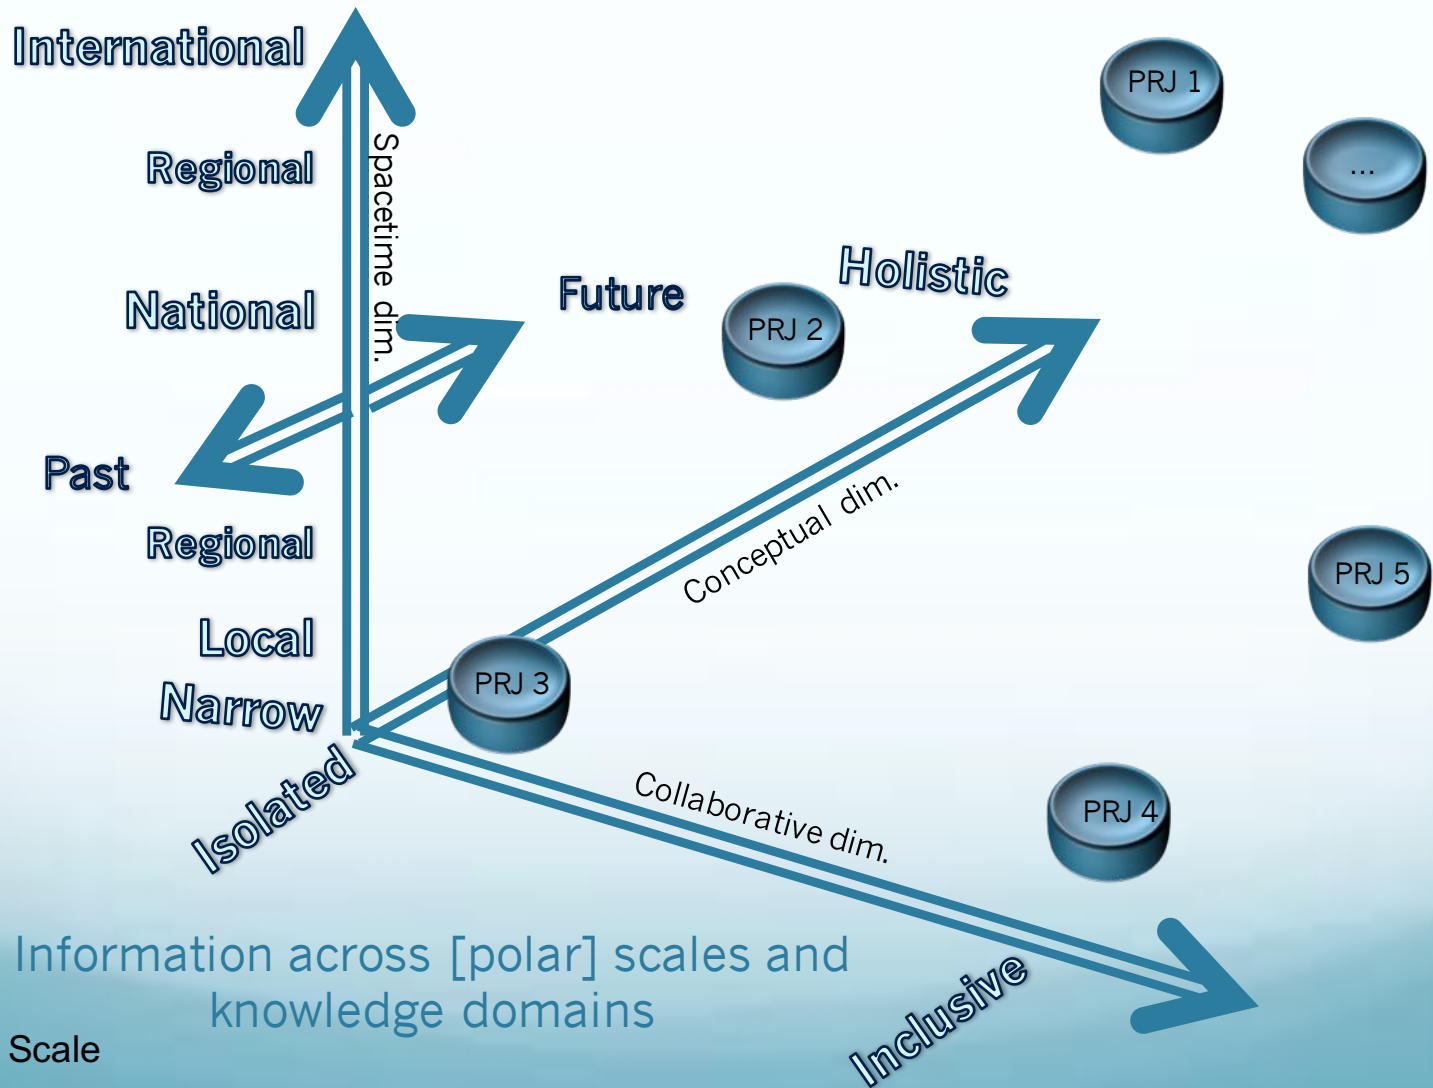 International
PRJ 1
Regional
Spacetime dim.
...
Holistic
Future
National
PRJ 2
Past
Conceptual dim.
Regional
PRJ 5
Local
PRJ 3
Narrow
Isolated
Collaborative dim.
PRJ 4
Information across [polar] scales and
knowledge domains
Inclusive
Scale